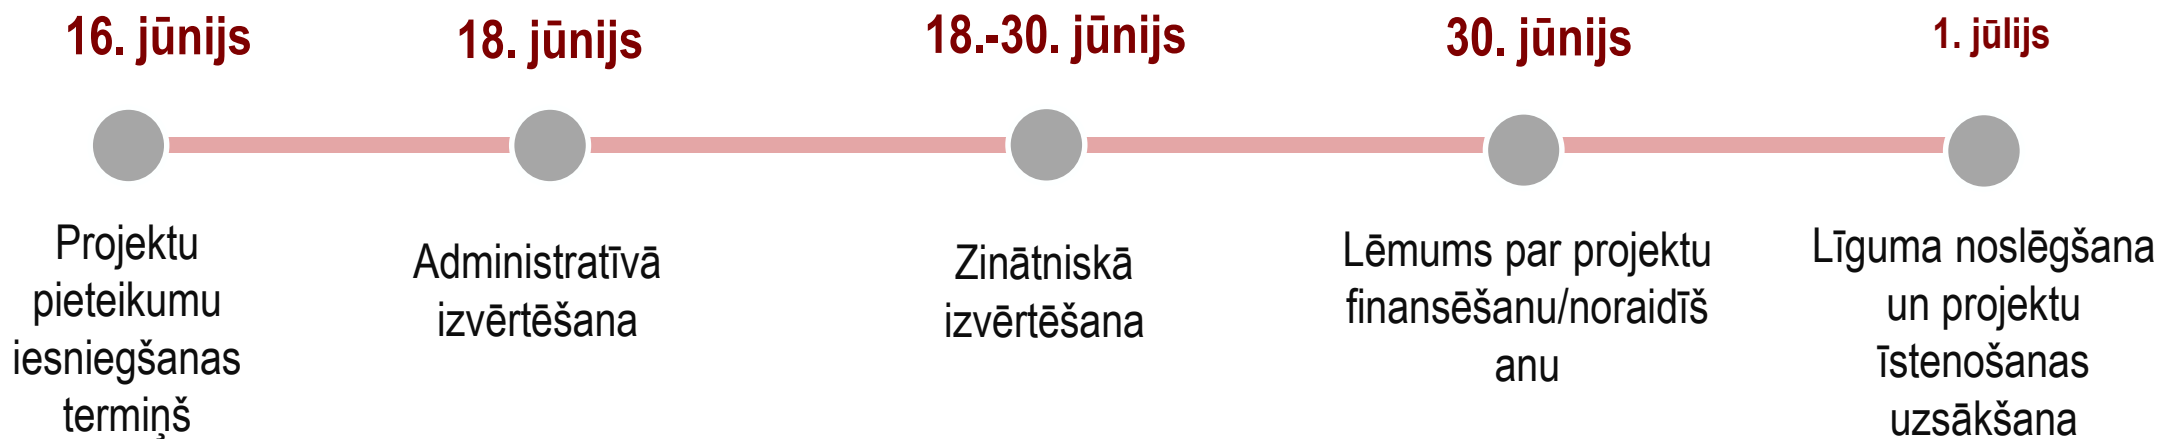 16. jūnijs
Projektu
pieteikumu
iesniegšanas
termiņš
18. jūnijs
Administratīvā
izvērtēšana
18.-30. jūnijs
Zinātniskā
izvērtēšana
30. jūnijs
Lēmums par projektu
finansēšanu/noraidīš
anu
1. jūlijs
Līguma noslēgšana
un projektu
īstenošanas
uzsākšana